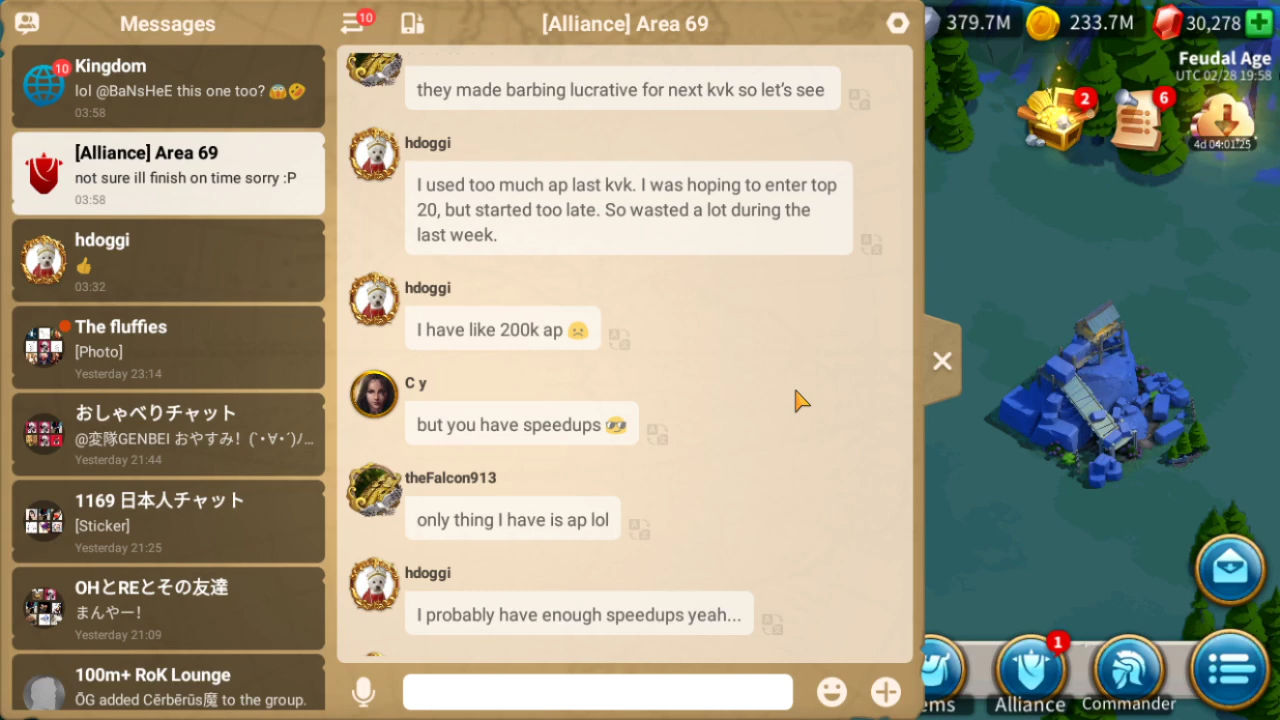 Messages
10
Kingdom
lol @BaNsHeE this one too? 😱🤣
03:58
[Alliance] Area 69
not sure ill finish on time sorry :P
03:58
hdoggi
👍
03:32
The fluffies
[Photo]
Yesterday 23:14
おしゃべりチャット
@変隊GENBEI おやすみ! (`･∀･´)ﾉ...
Yesterday 21:44
1169 日本人チャット
[Sticker]
Yesterday 21:25
OHとREとその友達
まんやー!
Yesterday 21:09
100m+ RoK Lounge
ŌG added Cērbērūs魔 to the group.
10
[Alliance] Area 69
they made barbing lucrative for next kvk so let's see
hdoggi
I used too much ap last kvk. I was hoping to enter top
20, but started too late. So wasted a lot during the
last week.
hdoggi
I have like 200k ap ☹️
C y
but you have speedups 😎
theFalcon913
only thing I have is ap lol
hdoggi
I probably have enough speedups yeah...
379.7M
233.7M
30,278
Feudal Age
UTC 02/28 19:58
2
6
4d 04:01:25
1
ems
Alliance
Commander